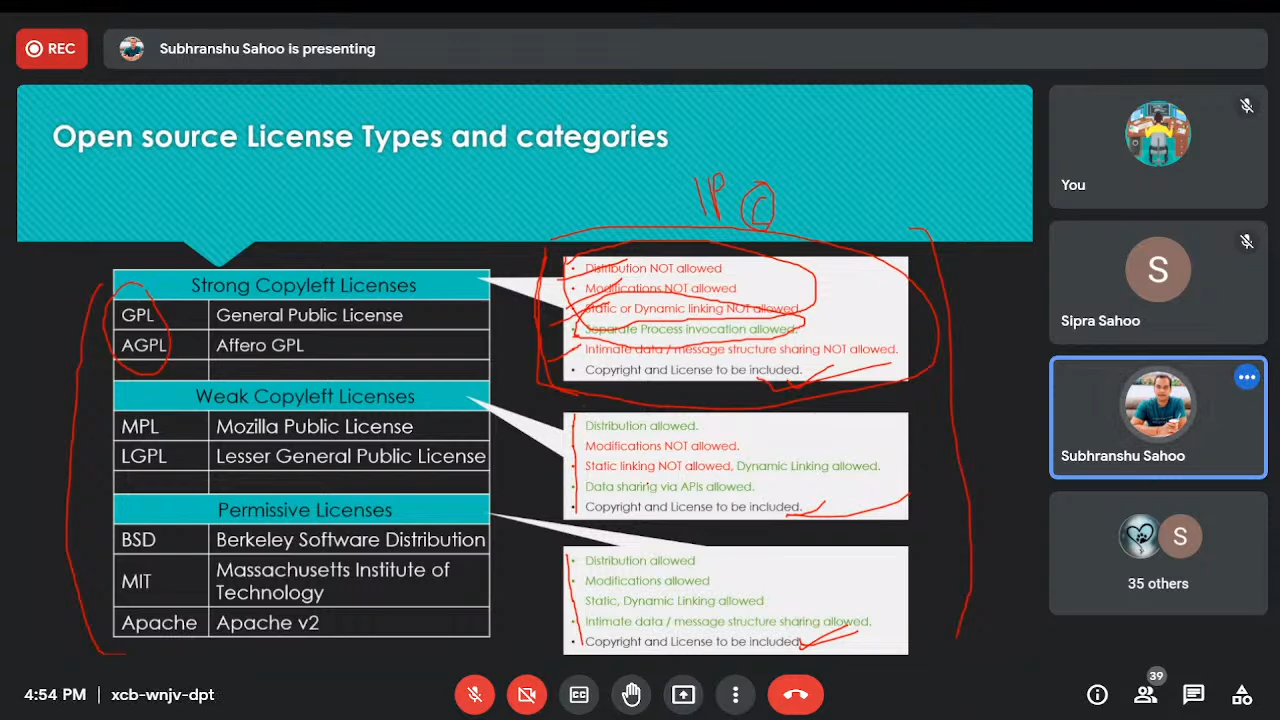 REC
Subhranshu Sahoo is presenting
Open source License Types and categories
IP
C
Strong Copyleft Licenses
GPL General Public License
AGPL Affero GPL
• Distribution NOT allowed
• Modifications NOT allowed
• Static or Dynamic linking NOT allowed
• Separate Process invocation allowed.
• Intimate data / message structure sharing NOT allowed.
• Copyright and License to be included.
Weak Copyleft Licenses
MPL Mozilla Public License
LGPL Lesser General Public License
• Distribution allowed.
• Modifications NOT allowed.
• Static linking NOT allowed, Dynamic Linking allowed.
• Data sharing via APIs allowed.
• Copyright and License to be included.
Permissive Licenses
BSD Berkeley Software Distribution
MIT Massachusetts Institute of
Technology
Apache Apache v2
• Distribution allowed
• Modifications allowed
• Static, Dynamic Linking allowed
• Intimate data / message structure sharing allowed.
• Copyright and License to be included.
You
S
Sipra Sahoo
Subhranshu Sahoo
S
35 others
4:54 PM | xcb-wnjv-dpt
CC
39